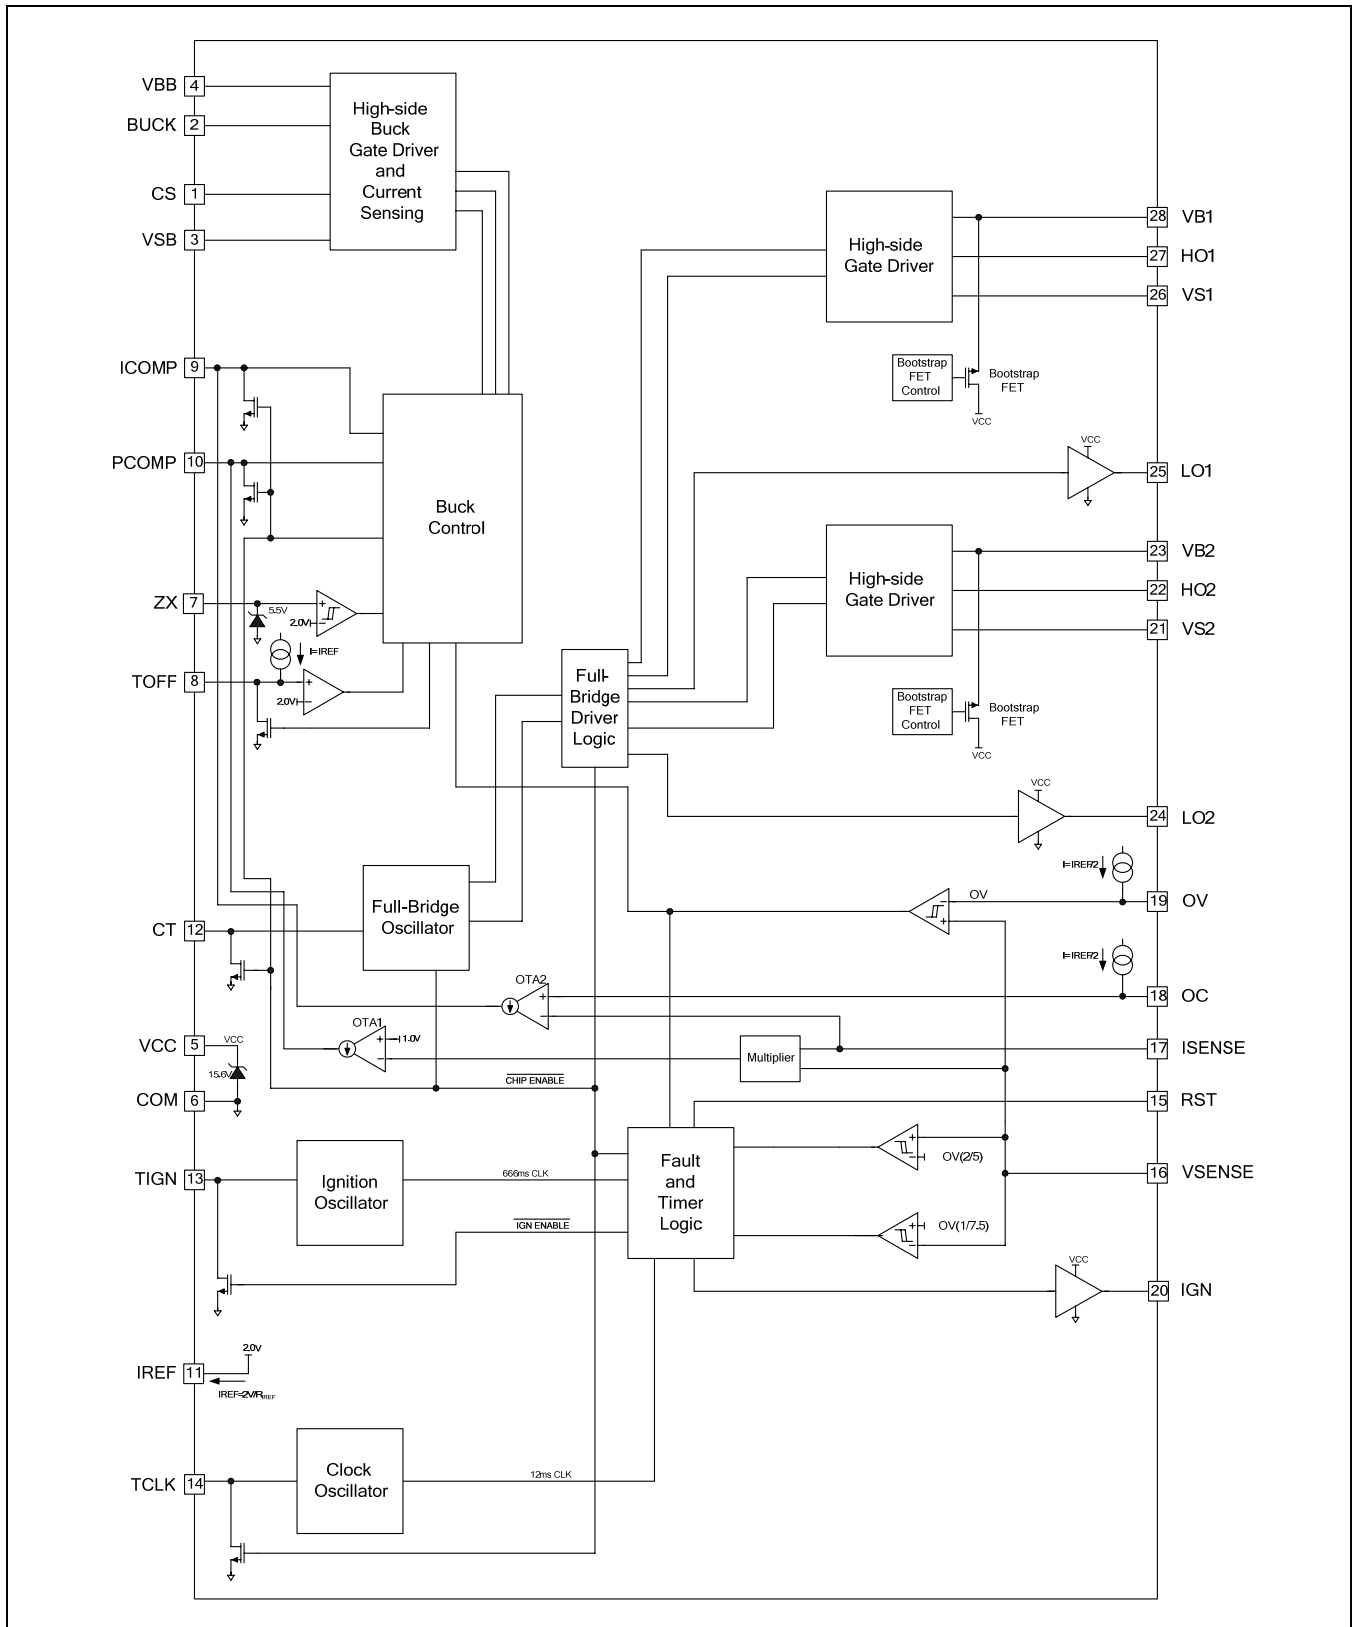 VBB 4
BUCK 2
CS 1
VSB 3
High-side
Buck
Gate Driver
and
Current
Sensing
28 VB1
27 HO1
26 VS1
High-side
Gate Driver
Bootstrap
FET
Control
Bootstrap
FET
VCC
ICOMP 9
PCOMP 10
Buck
Control
VCC
25 LO1
23 VB2
22 HO2
21 VS2
High-side
Gate Driver
ZX 7
5.5V
+
2.0V
-
I=IREF
TOFF 8
+
2.0V
-
Full-
Bridge
Driver
Logic
Bootstrap
FET
Control
Bootstrap
FET
VCC
VCC
24 LO2
I=IREF/2
Full-Bridge
Oscillator
OV
-
+
19 OV
CT 12
I=IREF/2
OTA2
+
-
18 OC
OTA1
+
1.0V
-
VCC 5
VCC
15.6V
COM 6
Multiplier
17 ISENSE
CHIP ENABLE
15 RST
Fault
and
Timer
Logic
+
-
OV(2/5)
16 VSENSE
TIGN 13
Ignition
Oscillator
666ms CLK
IGN ENABLE
+
-
OV(1/7.5)
VCC
20 IGN
IREF 11
2.0V
IREF=2V/RIREF
TCLK 14
Clock
Oscillator
12ms CLK